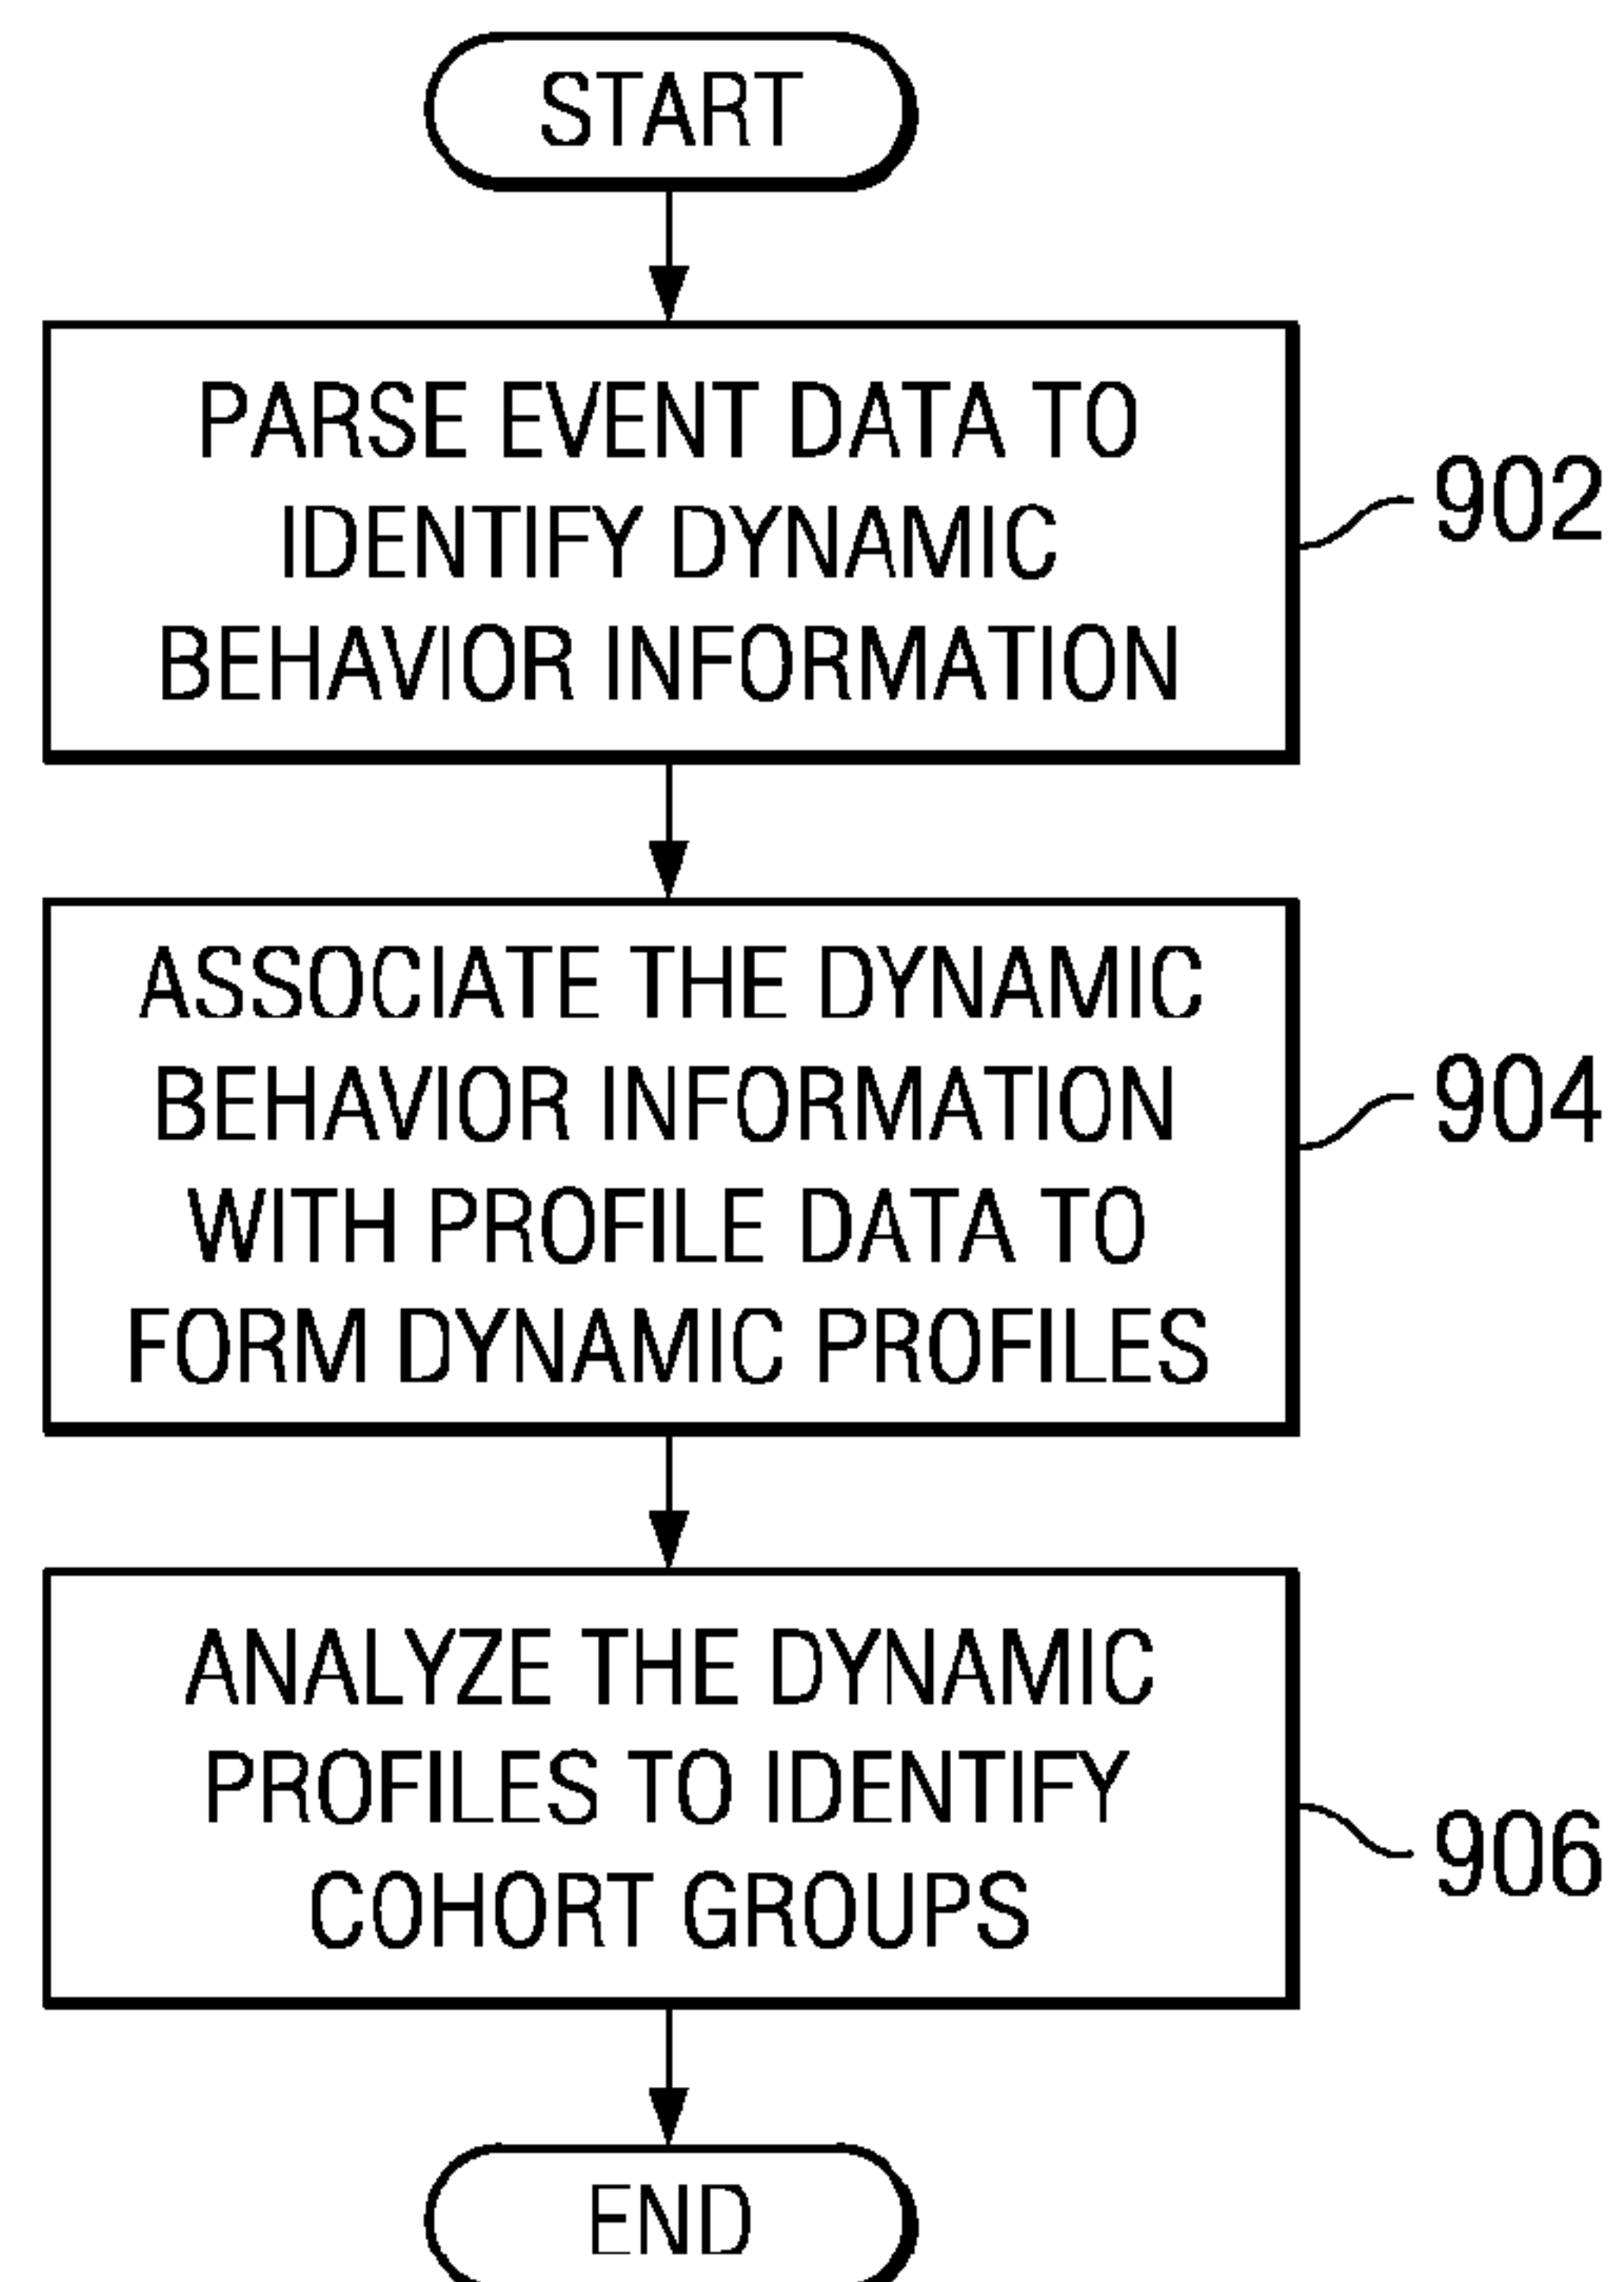 START
PARSE EVENT DATA TO
IDENTIFY DYNAMIC
BEHAVIOR INFORMATION
902
ASSOCIATE THE DYNAMIC
BEHAVIOR INFORMATION
WITH PROFILE DATA TO
FORM DYNAMIC PROFILES
904
ANALYZE THE DYNAMIC
PROFILES TO IDENTIFY
COHORT GROUPS
906
END